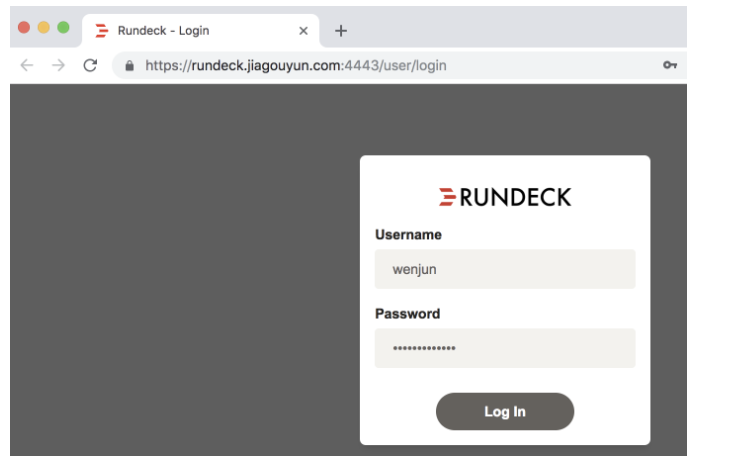 Rundeck - Login
https://rundeck.jiagouyun.com:4443/user/login
RUNDECK
Username
wenjun
Password
•••••••••••••
Log In